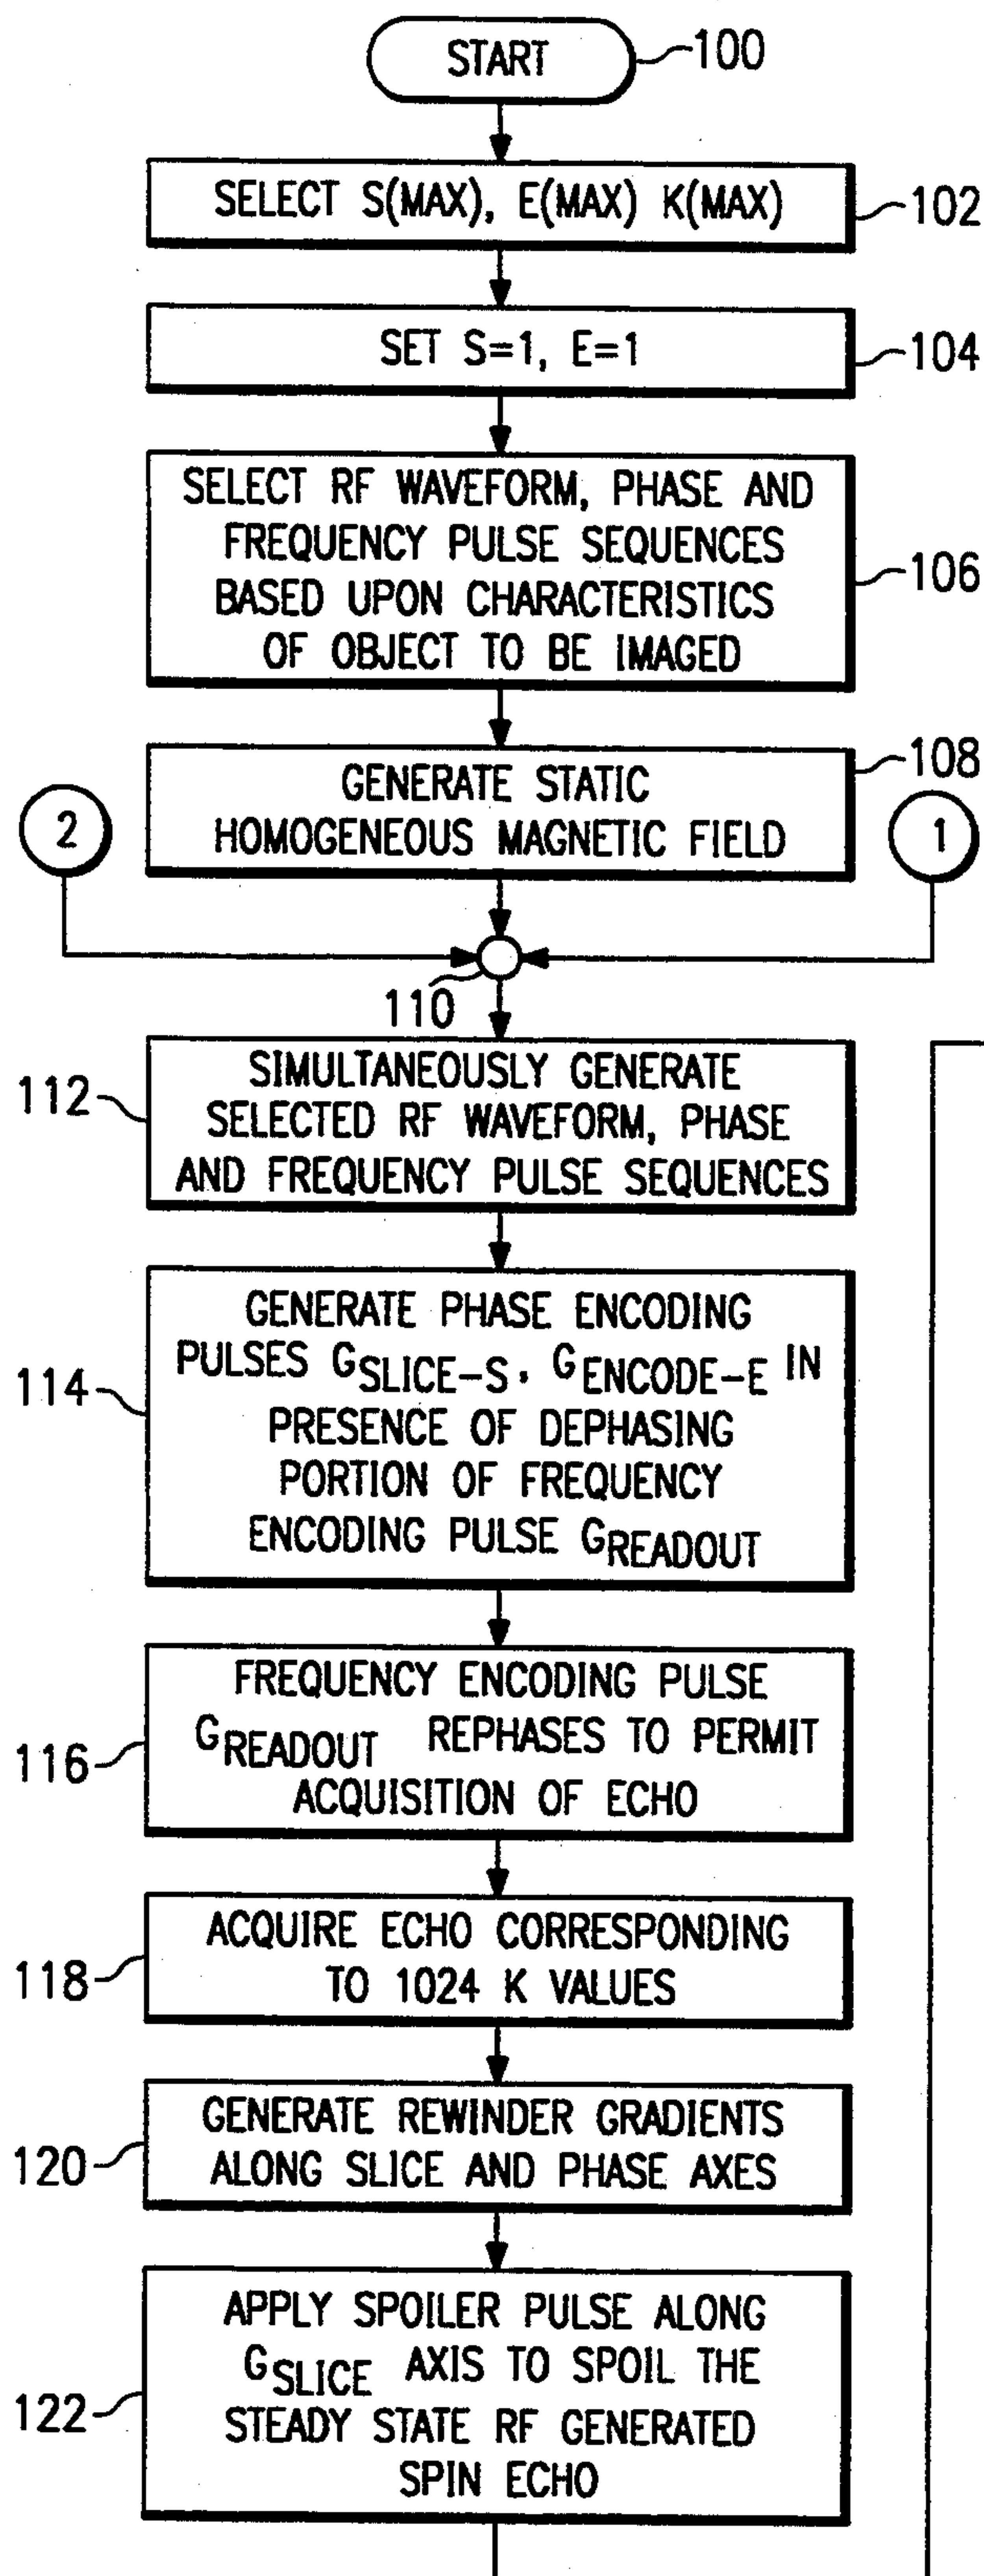 START
100
SELECT S(MAX), E(MAX) K(MAX)
102
SET S=1, E=1
104
SELECT RF WAVEFORM, PHASE AND
FREQUENCY PULSE SEQUENCES
BASED UPON CHARACTERISTICS
OF OBJECT TO BE IMAGED
106
GENERATE STATIC
HOMOGENEOUS MAGNETIC FIELD
108
2
1
110
SIMULTANEOUSLY GENERATE
SELECTED RF WAVEFORM, PHASE
AND FREQUENCY PULSE SEQUENCES
112
GENERATE PHASE ENCODING
PULSES GSLICE-S, GENCODE-E IN
PRESENCE OF DEPHASING
PORTION OF FREQUENCY
ENCODING PULSE GREADOUT
114
FREQUENCY ENCODING PULSE
GREADOUT REPHASES TO PERMIT
ACQUISITION OF ECHO
116
ACQUIRE ECHO CORRESPONDING
TO 1024 K VALUES
118
GENERATE REWINDER GRADIENTS
ALONG SLICE AND PHASE AXES
120
APPLY SPOILER PULSE ALONG
GSLICE AXIS TO SPOIL THE
STEADY STATE RF GENERATED
SPIN ECHO
122